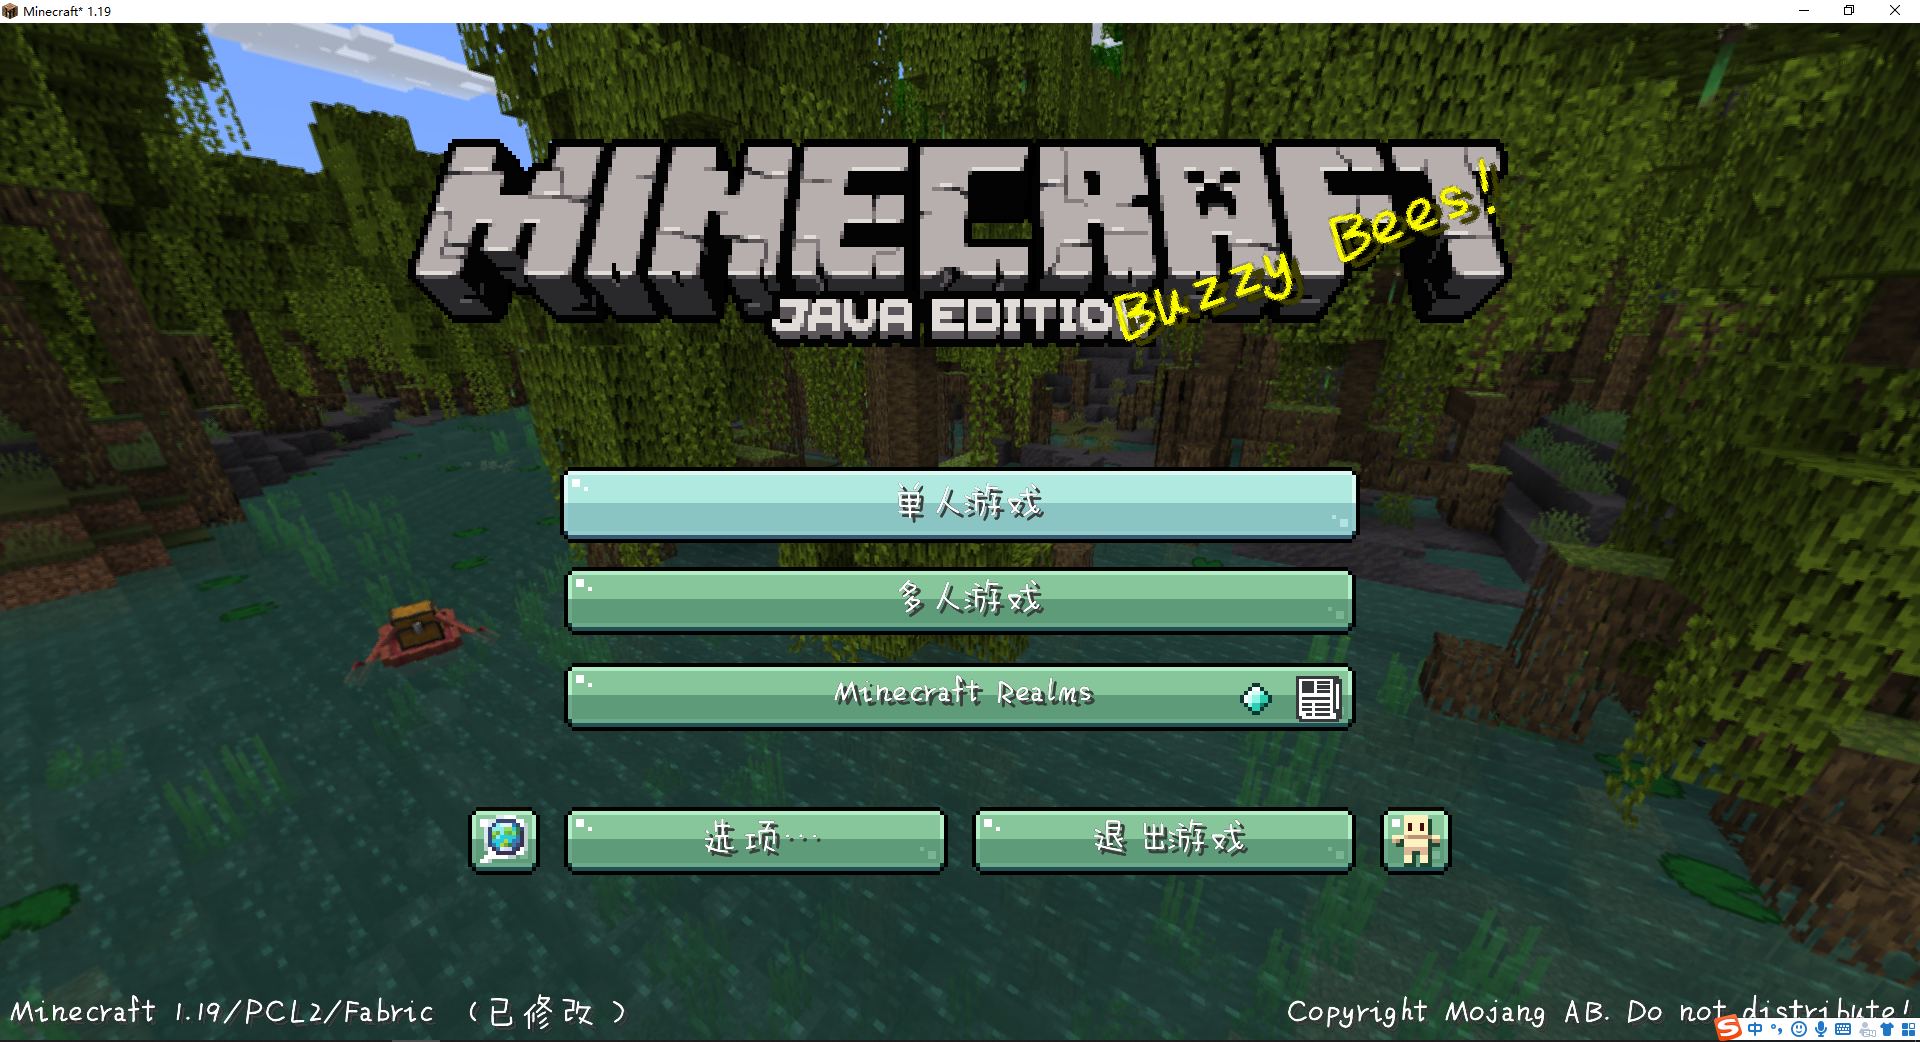 Minecraft* 1.19
MINECRAFT
JAVA EDITIO
Buzzy Bees!
单人游戏
多人游戏
Minecraft Realms
选项…
退出游戏
Minecraft 1.19/PCL2/Fabric （已修改）
Copyright Mojang AB. Do not distribute!
中